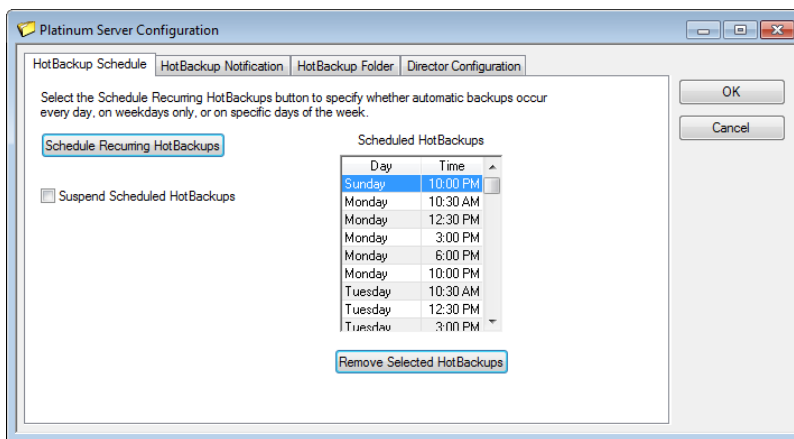 Platinum Server Configuration
HotBackup Schedule HotBackup Notification HotBackup Folder Director Configuration
Select the Schedule Recurring HotBackups button to specify whether automatic backups occur
every day, on weekdays only, or on specific days of the week.
OK
Cancel
Schedule Recurring HotBackups
Suspend Scheduled HotBackups
Scheduled HotBackups
Day Time
Sunday 10:00 PM
Monday 10:30 AM
Monday 12:30 PM
Monday 3:00 PM
Monday 6:00 PM
Monday 10:00 PM
Tuesday 10:30 AM
Tuesday 12:30 PM
Tuesday 3:00 PM
Remove Selected HotBackups